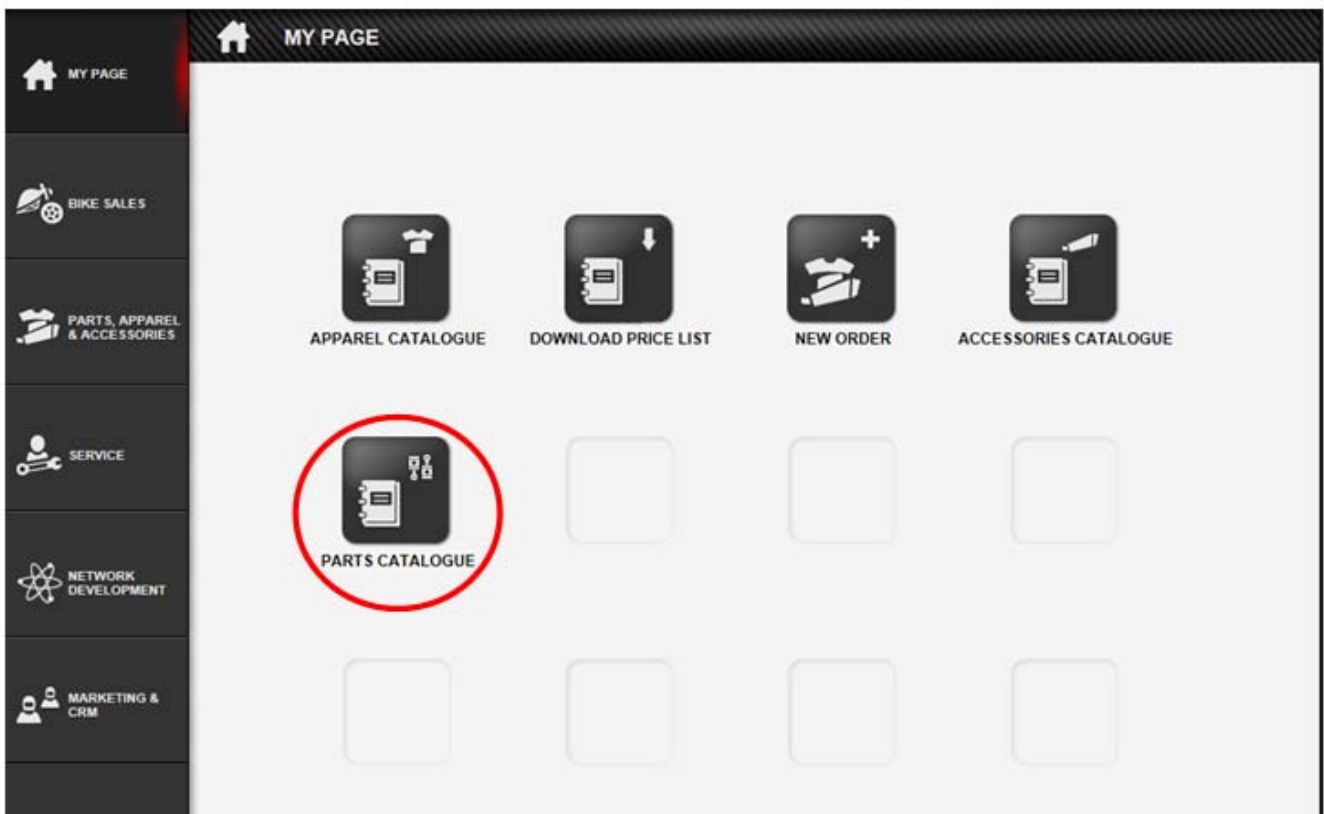 MY PAGE
MY PAGE
BIKE SALES
PARTS, APPAREL
& ACCESSORIES
SERVICE
NETWORK
DEVELOPMENT
MARKETING &
CRM
APPAREL CATALOGUE
DOWNLOAD PRICE LIST
NEW ORDER
ACCESSORIES CATALOGUE
PARTS CATALOGUE